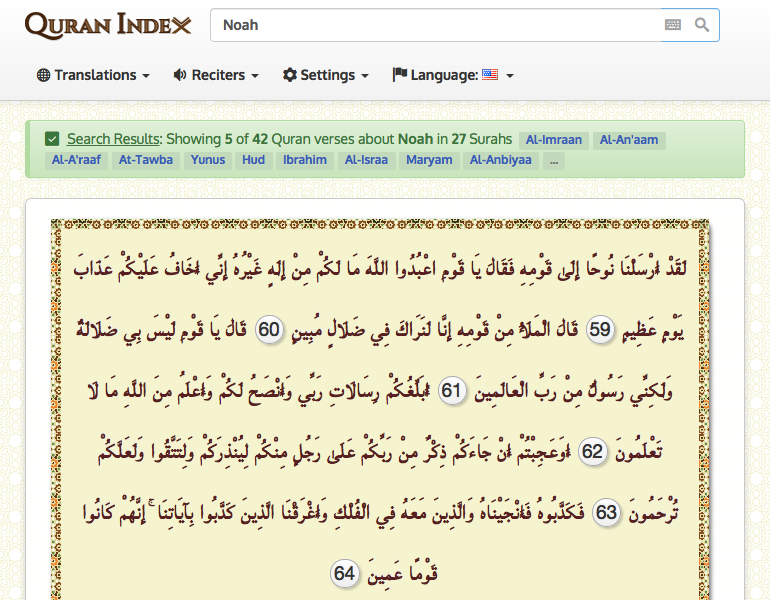 QURAN INDEX
Noah
Translations
Reciters
Settings
Language:
Search Results: Showing 5 of 42 Quran verses about Noah in 27 Surahs Al-Imraan Al-An'aam
Al-A'raaf At-Tawba Yunus Hud Ibrahim Al-Israa Maryam Al-Anbiyaa ...
لَقَدْ أَرْسَلْنَا نُوحًا إِلَىٰ قَوْمِهِ فَقَالَ يَا قَوْمِ اعْبُدُوا اللَّهَ مَا لَكُمْ مِنْ إِلَٰهٍ غَيْرُهُ إِنِّي أَخَافُ عَلَيْكُمْ عَذَابَ
يَوْمٍ عَظِيمٍ 59 قَالَ الْمَلَأُ مِنْ قَوْمِهِ إِنَّا لَنَرَاكَ فِي ضَلَالٍ مُبِينٍ 60 قَالَ يَا قَوْمِ لَيْسَ بِي ضَلَالَةٌ
وَلَٰكِنِّي رَسُولٌ مِنْ رَبِّ الْعَالَمِينَ 61 أُبَلِّغُكُمْ رِسَالَاتِ رَبِّي وَأَنْصَحُ لَكُمْ وَأَعْلَمُ مِنَ اللَّهِ مَا لَا
تَعْلَمُونَ 62 أَوَعَجِبْتُمْ أَنْ جَاءَكُمْ ذِكْرٌ مِنْ رَبِّكُمْ عَلَىٰ رَجُلٍ مِنْكُمْ لِيُنْذِرَكُمْ وَلِتَتَّقُوا وَلَعَلَّكُمْ
تُرْحَمُونَ 63 فَكَذَّبُوهُ فَأَنْجَيْنَاهُ وَالَّذِينَ مَعَهُ فِي الْفُلْكِ وَأَغْرَقْنَا الَّذِينَ كَذَّبُوا بِآيَاتِنَا ۚ إِنَّهُمْ كَانُوا
قَوْمًا عَمِينَ 64